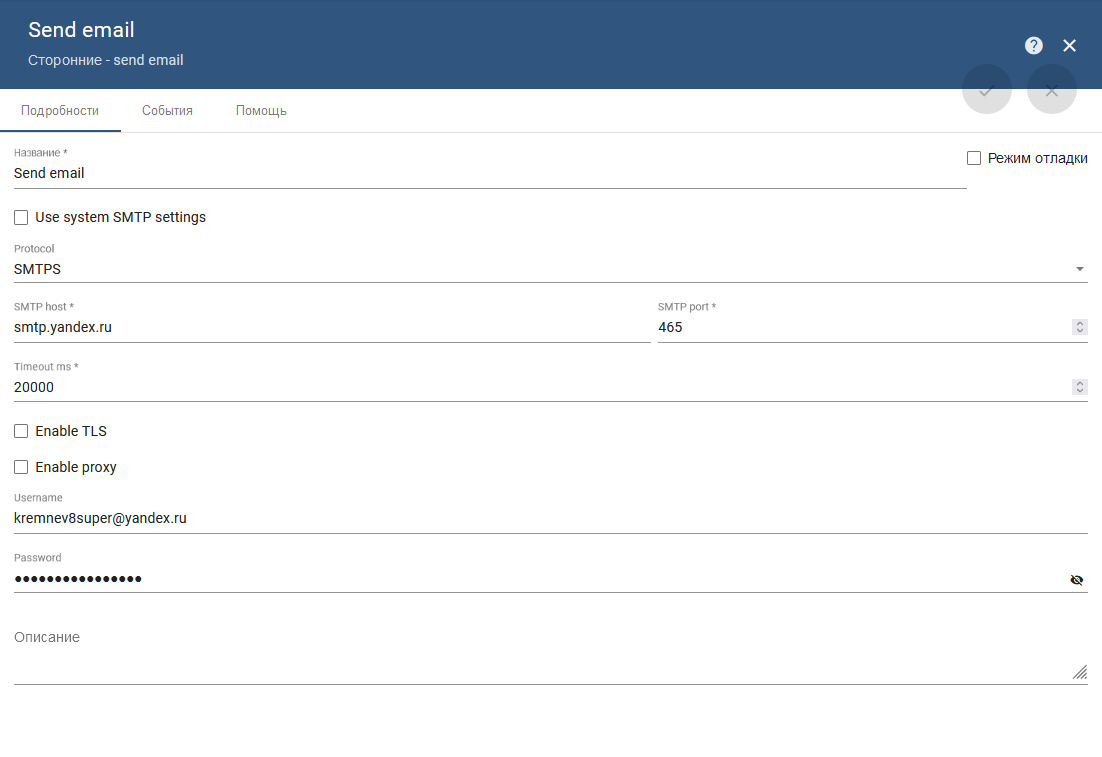 Send email
Сторонние - send email
Подробности События Помощь
Название *
Send email
Режим отладки
Use system SMTP settings
Protocol
SMTPS
SMTP host * SMTP port *
smtp.yandex.ru 465
Timeout ms *
20000
Enable TLS
Enable proxy
Username
kremnev8super@yandex.ru
Password
••••••••••••••••
Описание